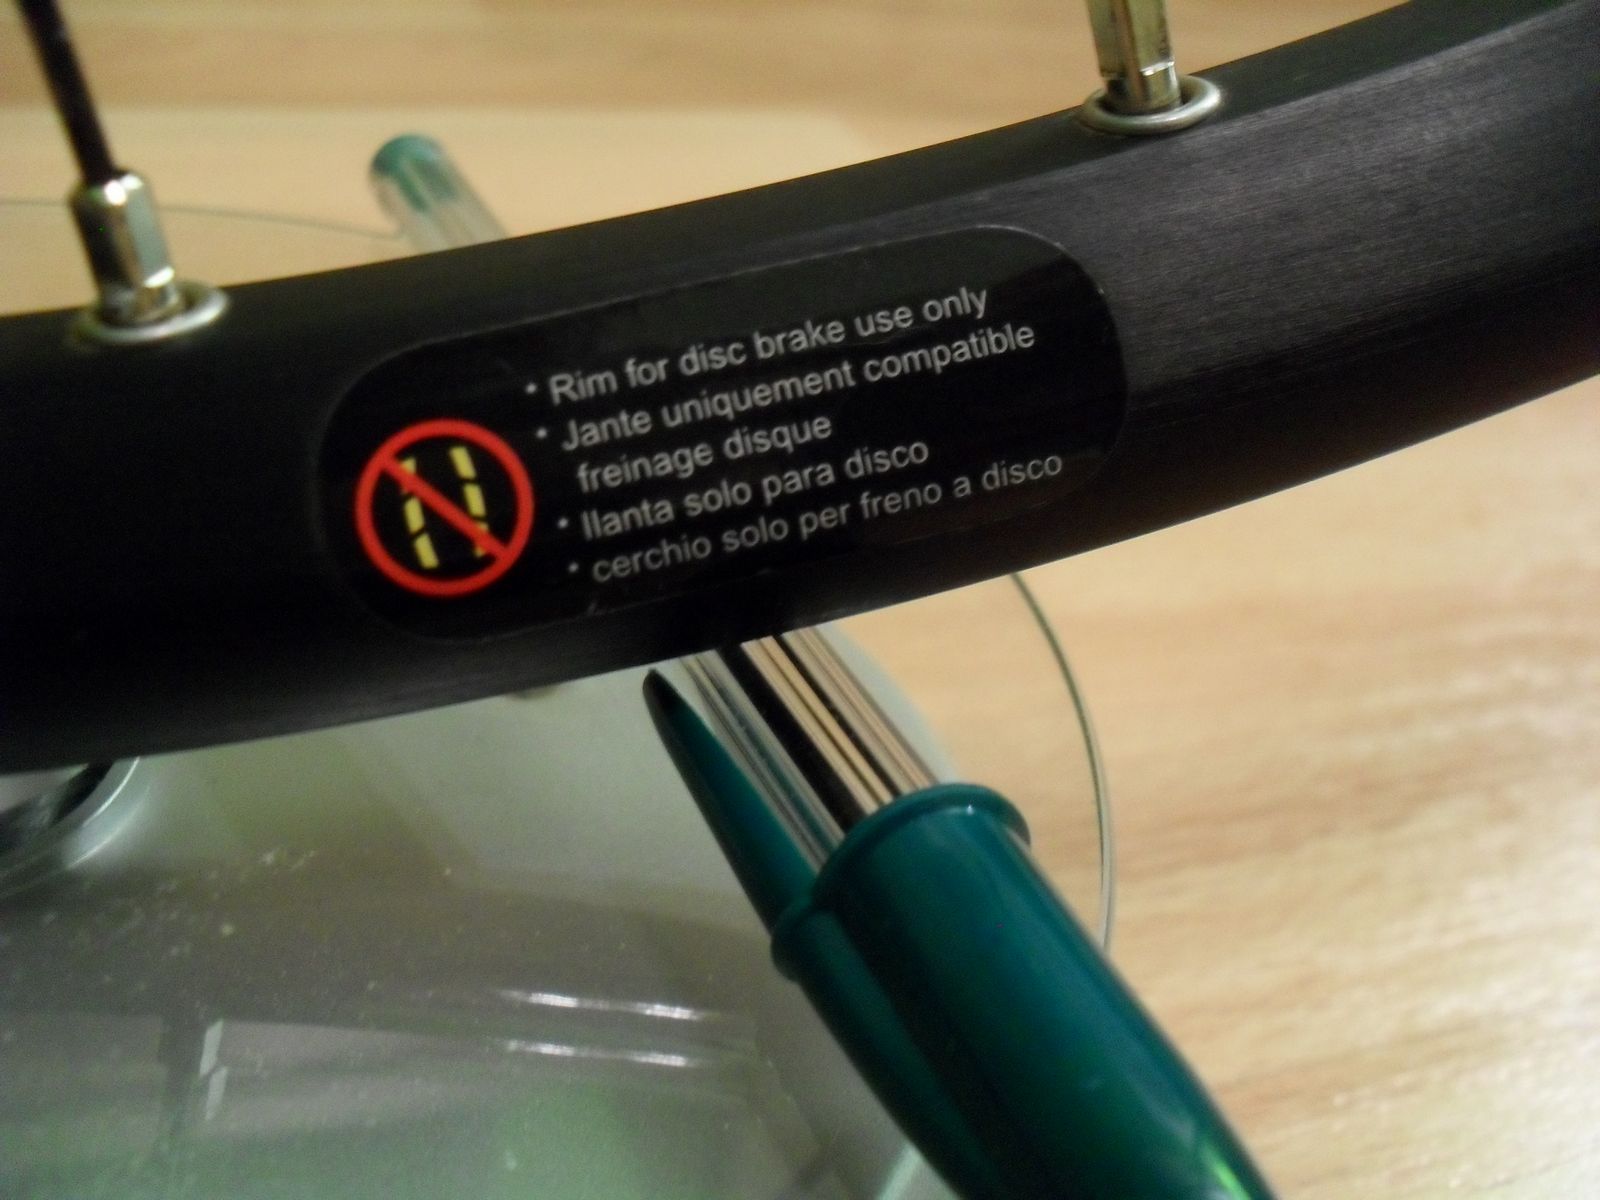 • Rim for disc brake use only
• Jante uniquement compatible
freinage disque
• llanta solo para disco
• cerchio solo per freno a disco